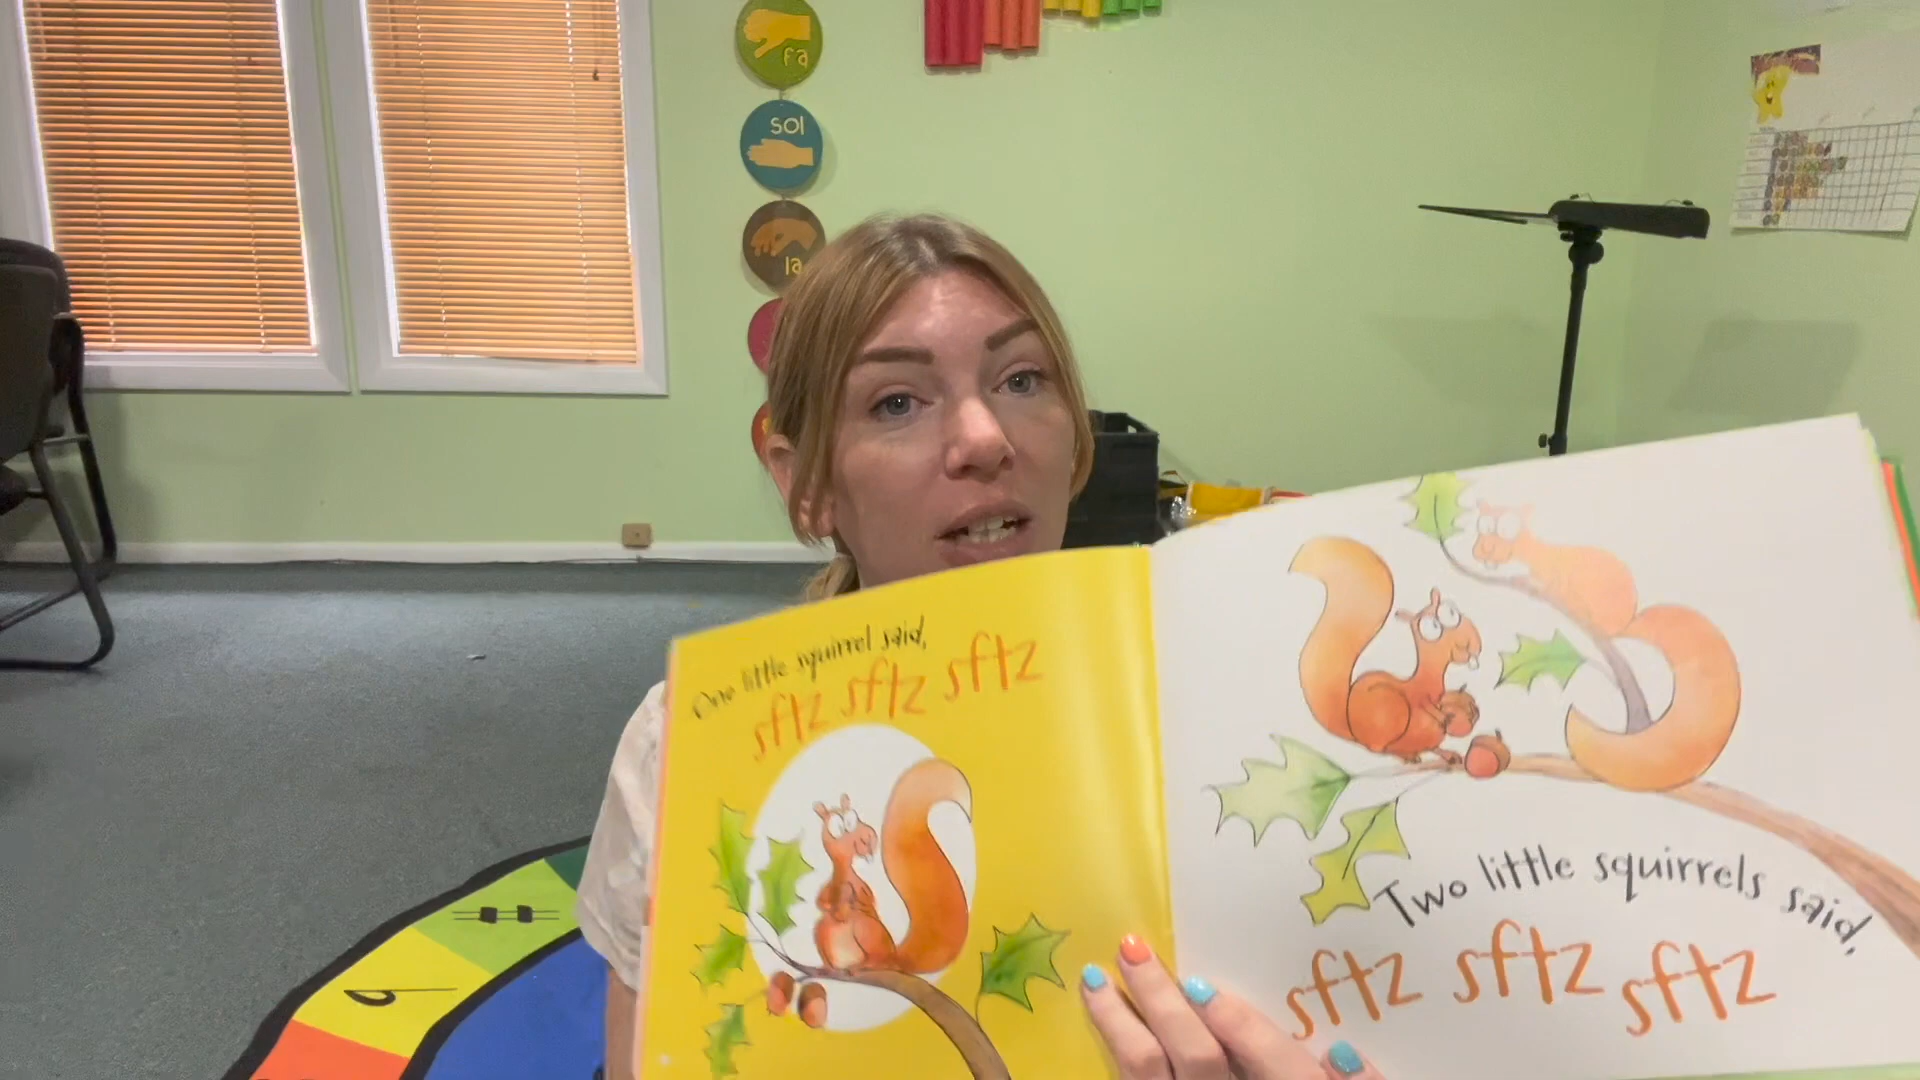 fa
sol
la
One little squirrel said,
sftz sftz sftz
Two little squirrels said,
sftz sftz sftz